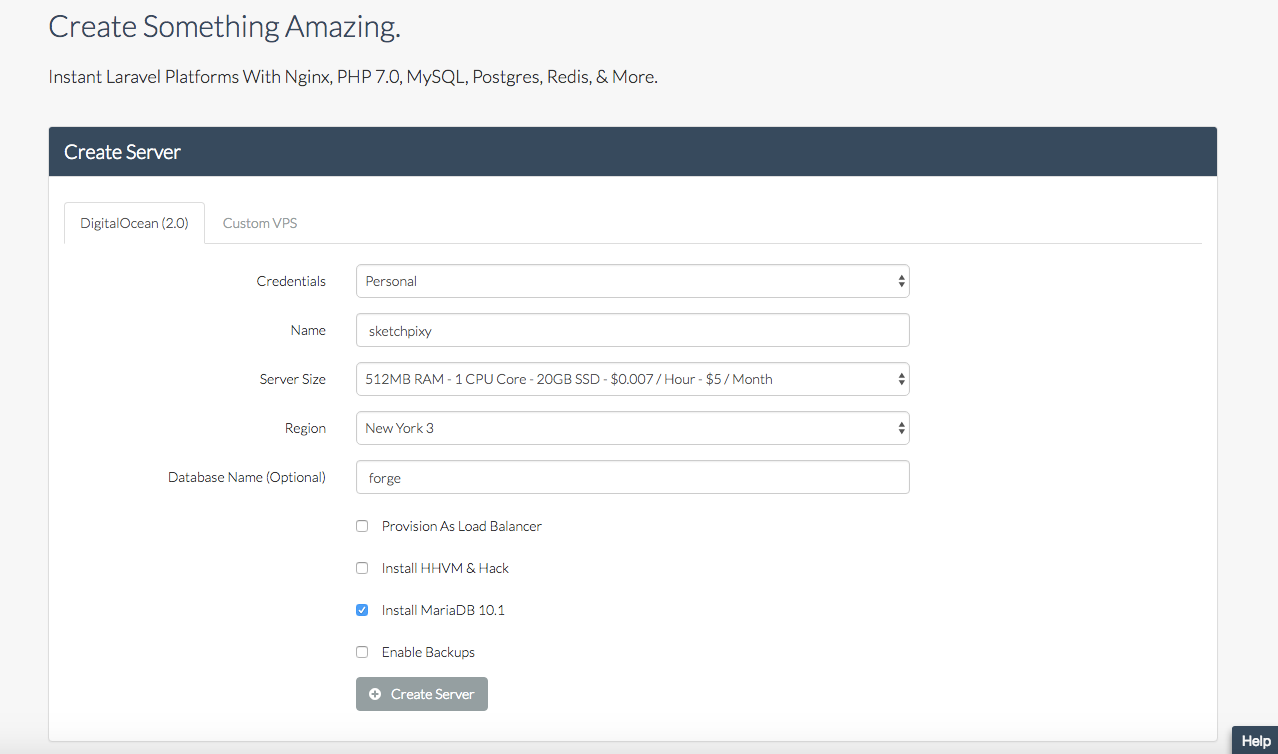 Create Something Amazing.
Instant Laravel Platforms With Nginx, PHP 7.0, MySQL, Postgres, Redis, & More.
Create Server
DigitalOcean (2.0) Custom VPS
Credentials Personal
Name sketchpixy
Server Size 512MB RAM - 1 CPU Core - 20GB SSD - $0.007 / Hour - $5 / Month
Region New York 3
Database Name (Optional) forge
Provision As Load Balancer
Install HHVM & Hack
Install MariaDB 10.1
Enable Backups
Create Server
Help